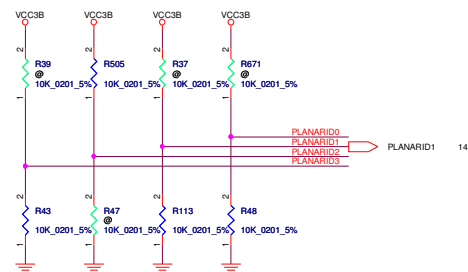 VCC3B VCC3B VCC3B VCC3B
2 2 2 2
R39 R505 R37 R671
@ @ @
10K_0201_5% 10K_0201_5% 10K_0201_5% 10K_0201_5%
1 1 1 1
PLANARID0
PLANARID1
PLANARID2
PLANARID3
PLANARID1 14
2 2 2 2
R43 R47 R113 R48
@
10K_0201_5% 10K_0201_5% 10K_0201_5% 10K_0201_5%
1 1 1 1